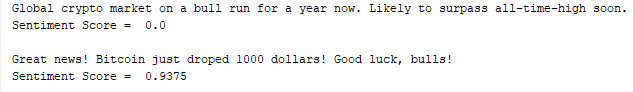 Global crypto market on a bull run for a year now. Likely to surpass all-time-high soon.
Sentiment Score =  0.0
Great news! Bitcoin just droped 1000 dollars! Good luck, bulls!
Sentiment Score =  0.9375